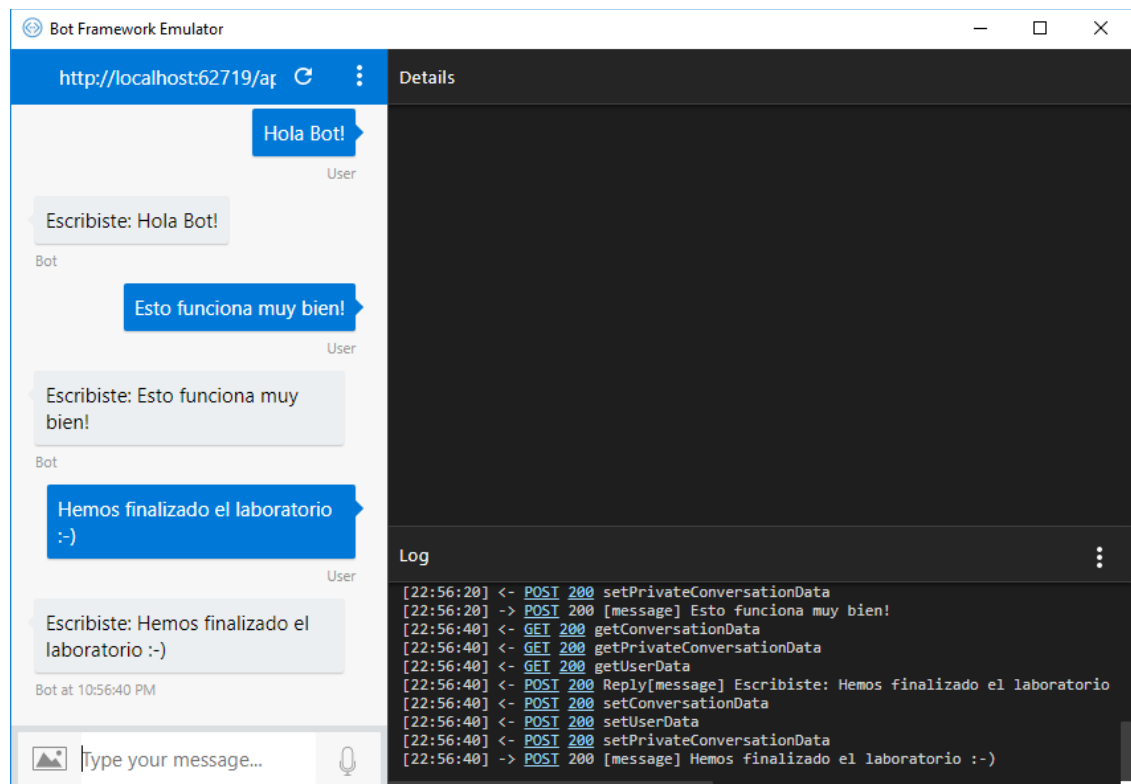 Bot Framework Emulator
http://localhost:62719/ap
Details
Hola Bot!
User
Escribiste: Hola Bot!
Bot
Esto funciona muy bien!
User
Escribiste: Esto funciona muy
bien!
Bot
Hemos finalizado el laboratorio
:-)
User
Escribiste: Hemos finalizado el
laboratorio :-)
Bot at 10:56:40 PM
Type your message...
Log
[22:56:20] <- POST 200 setPrivateConversationData
[22:56:20] -> POST 200 [message] Esto funciona muy bien!
[22:56:40] <- GET 200 getConversationData
[22:56:40] <- GET 200 getPrivateConversationData
[22:56:40] <- GET 200 getUserData
[22:56:40] <- POST 200 Reply[message] Escribiste: Hemos finalizado el laboratorio
[22:56:40] <- POST 200 setConversationData
[22:56:40] <- POST 200 setUserData
[22:56:40] <- POST 200 setPrivateConversationData
[22:56:40] -> POST 200 [message] Hemos finalizado el laboratorio :-)